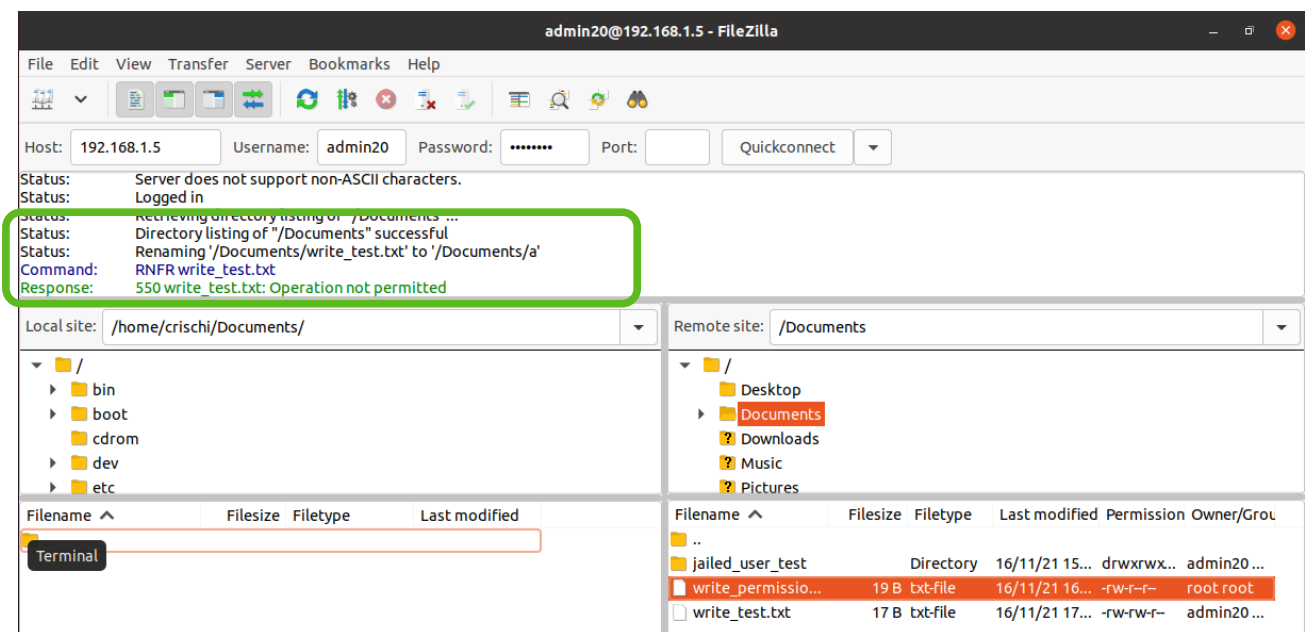 admin20@192.168.1.5 - FileZilla
File Edit View Transfer Server Bookmarks Help
Host: 192.168.1.5 Username: admin20 Password: •••••••• Port: Quickconnect
Status: Server does not support non-ASCII characters.
Status: Logged in
Status: Retrieving directory listing of "/Documents"...
Status: Directory listing of "/Documents" successful
Status: Renaming '/Documents/write_test.txt' to '/Documents/a'
Command: RNFR write_test.txt
Response: 550 write_test.txt: Operation not permitted
Local site: /home/crischi/Documents/ Remote site: /Documents
/ /
bin Desktop
boot Documents
cdrom Downloads
dev Music
etc Pictures
Filename Filesize Filetype Last modified Filename Filesize Filetype Last modified Permission Owner/Grou
..
Terminal jailed_user_test Directory 16/11/21 15... drwxrwx... admin20 ...
write_permissio... 19 B txt-file 16/11/21 16... -rw-r--r-- root root
write_test.txt 17 B txt-file 16/11/21 17... -rw-rw-r-- admin20 ...